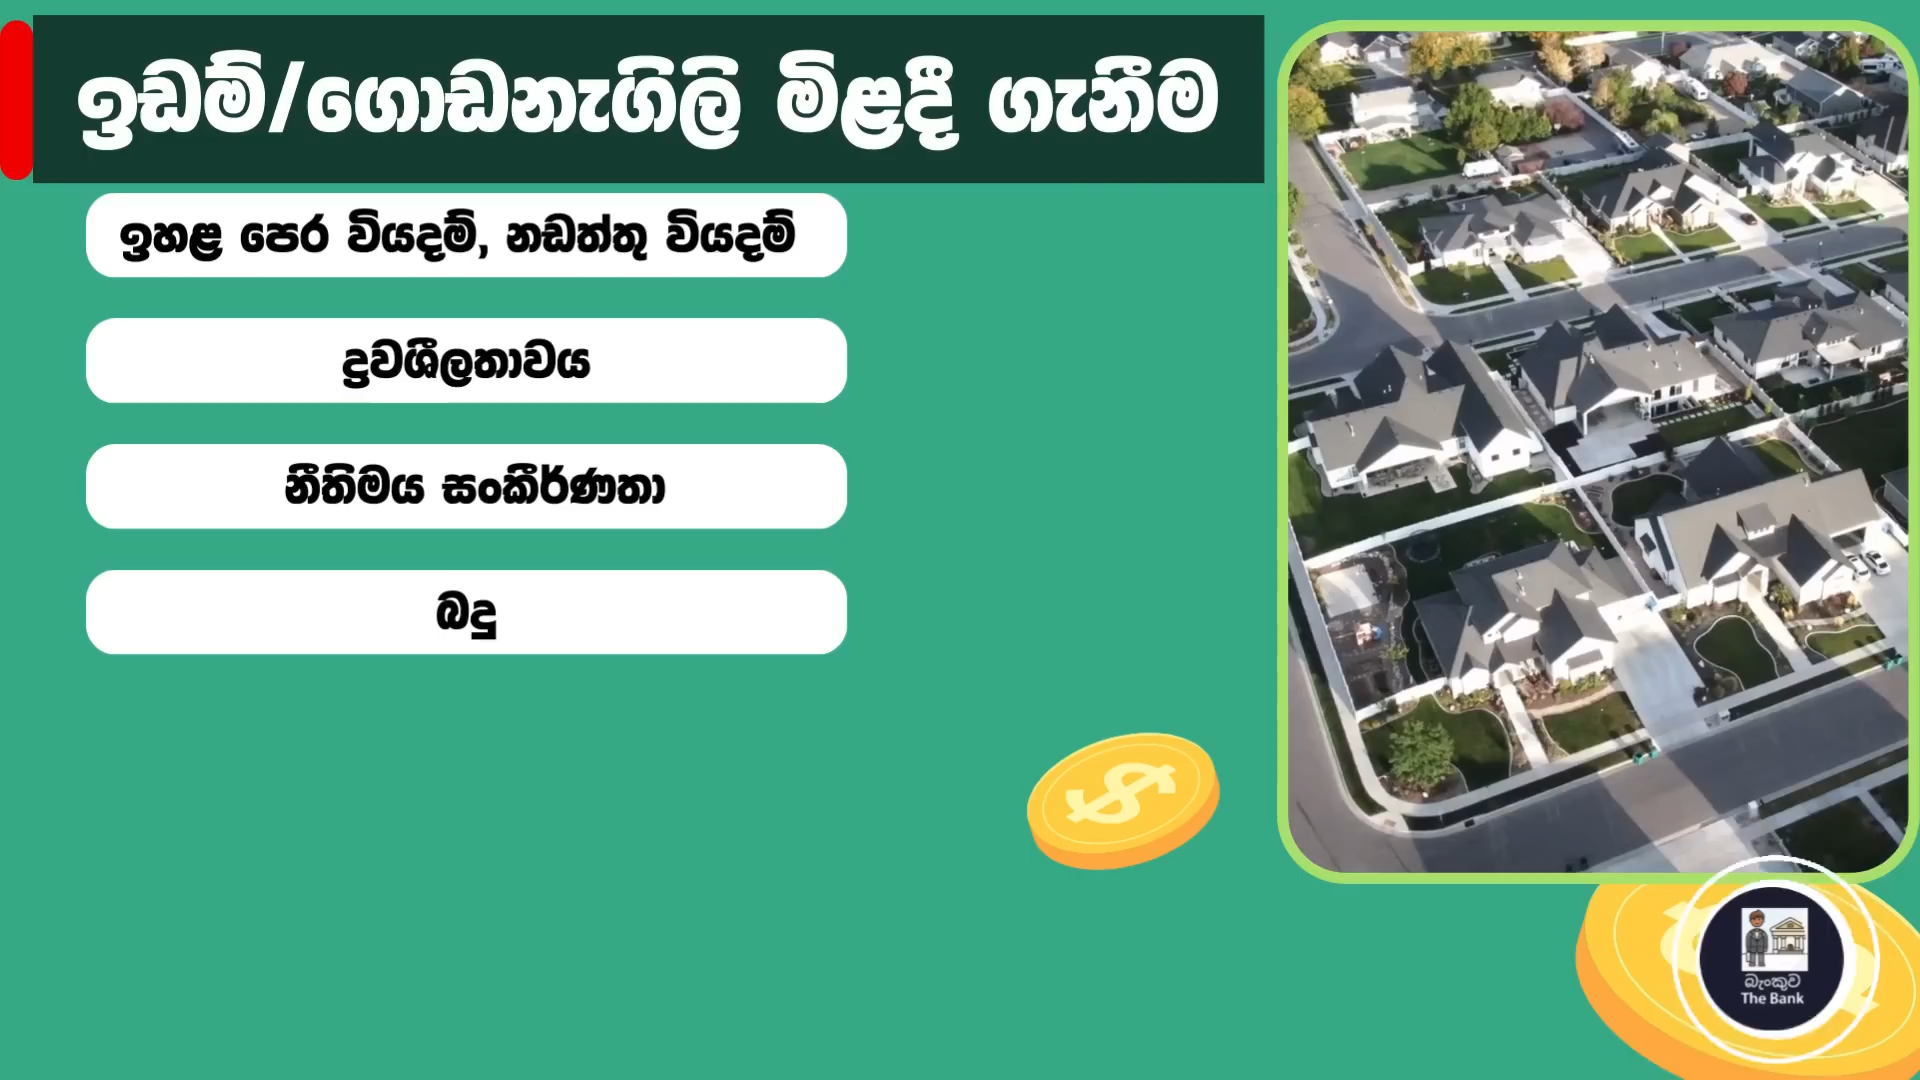 ඉඩම්/ගොඩනැගිලි මිළදී ගැනීම
ඉහළ පෙර වියදම්, නඩත්තු වියදම්
ද්‍රවශීලතාවය
නීතිමය සංකීර්ණතා
බදු
බැංකුව
The Bank